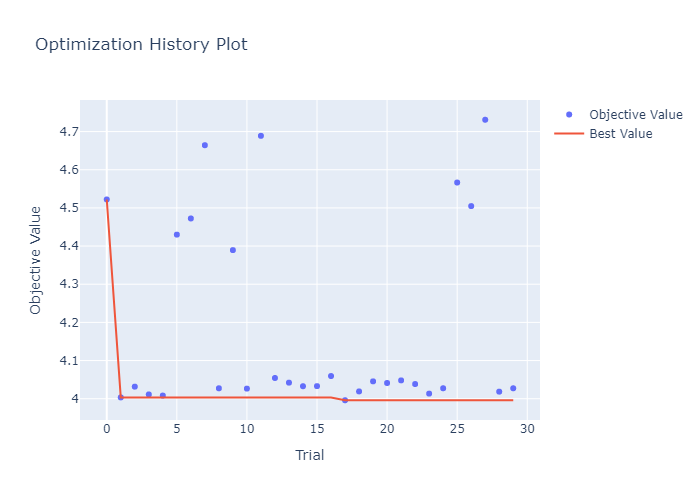 Optimization History Plot
Objective Value
Best Value
4.7
4.6
4.5
4.4
4.3
4.2
4.1
4
Objective Value
0 5 10 15 20 25 30
Trial